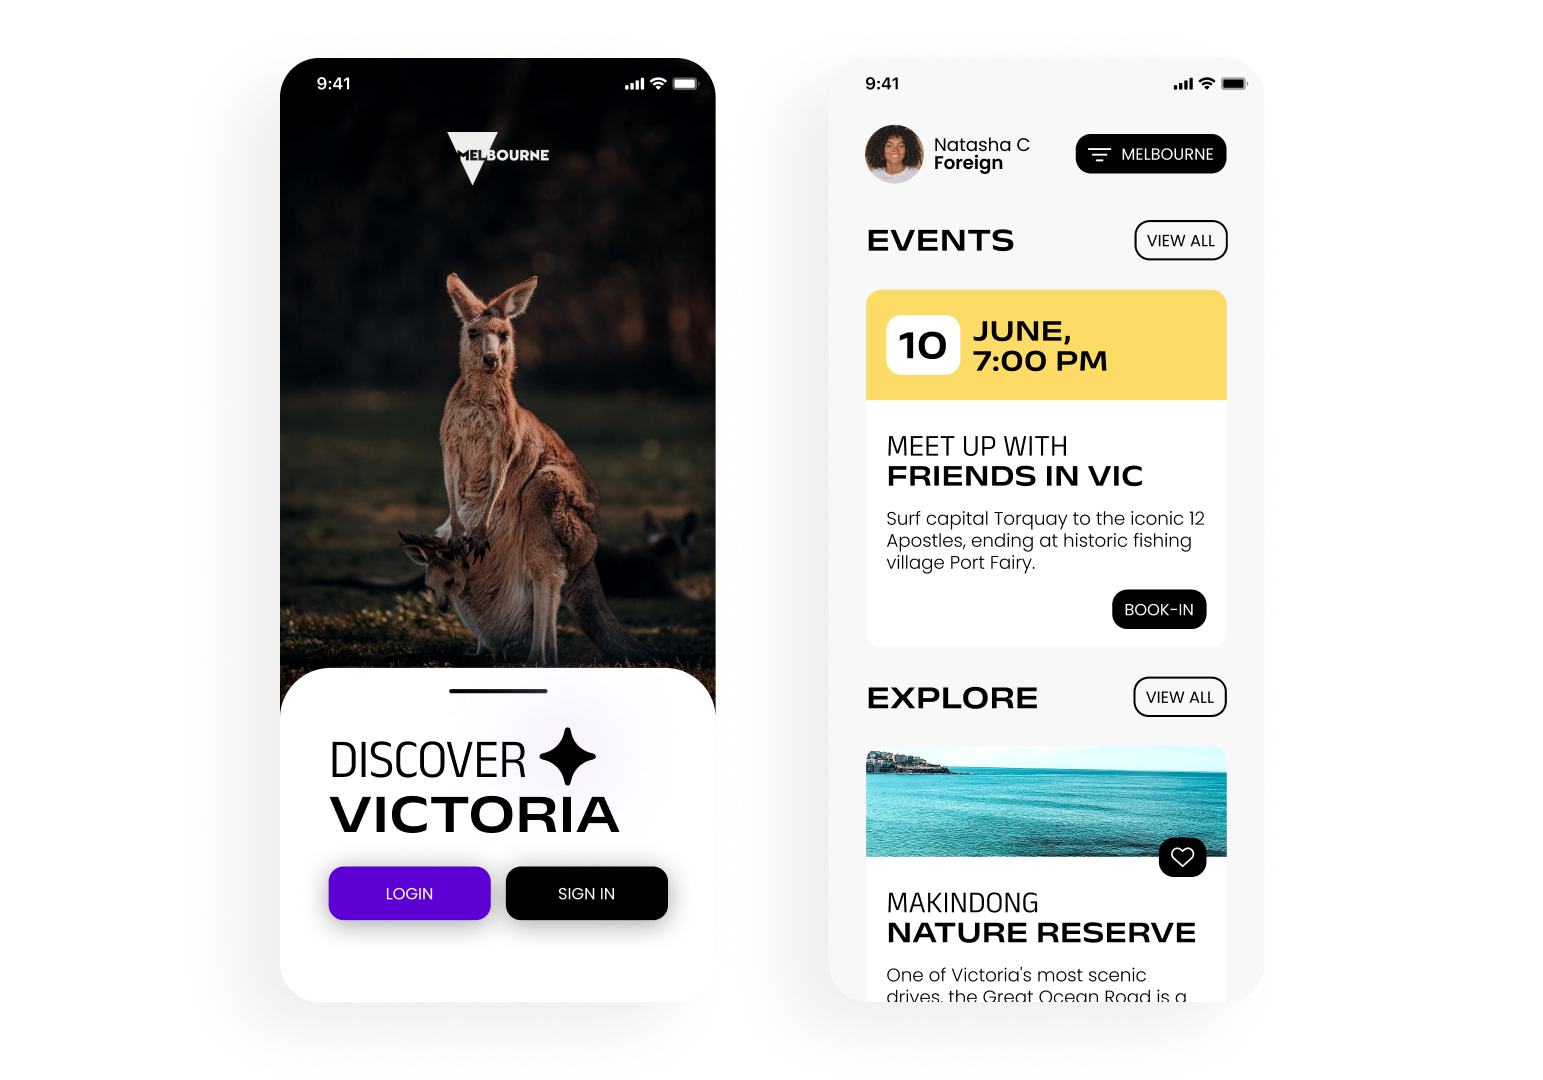 9:41
MELBOURNE
DISCOVER
VICTORIA
LOGIN
SIGN IN
9:41
Natasha C
Foreign
MELBOURNE
EVENTS
VIEW ALL
10
JUNE,
7:00 PM
MEET UP WITH
FRIENDS IN VIC
Surf capital Torquay to the iconic 12
Apostles, ending at historic fishing
village Port Fairy.
BOOK-IN
EXPLORE
VIEW ALL
MAKINDONG
NATURE RESERVE
One of Victoria's most scenic
drives, the Great Ocean Road is a